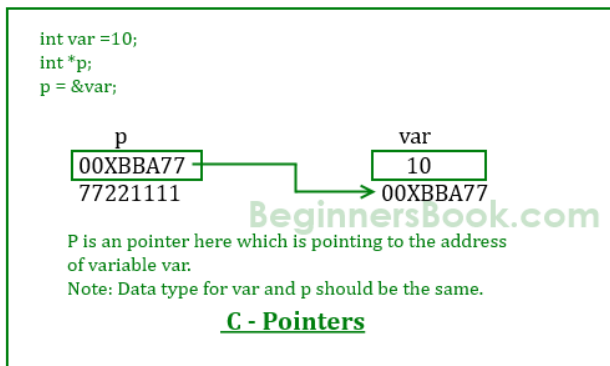 int var =10;
int *p;
p = &var;
p var
00XBBA77 10
77221111 00XBBA77
BeginnersBook.com
P is an pointer here which is pointing to the address
of variable var.
Note: Data type for var and p should be the same.
C - Pointers